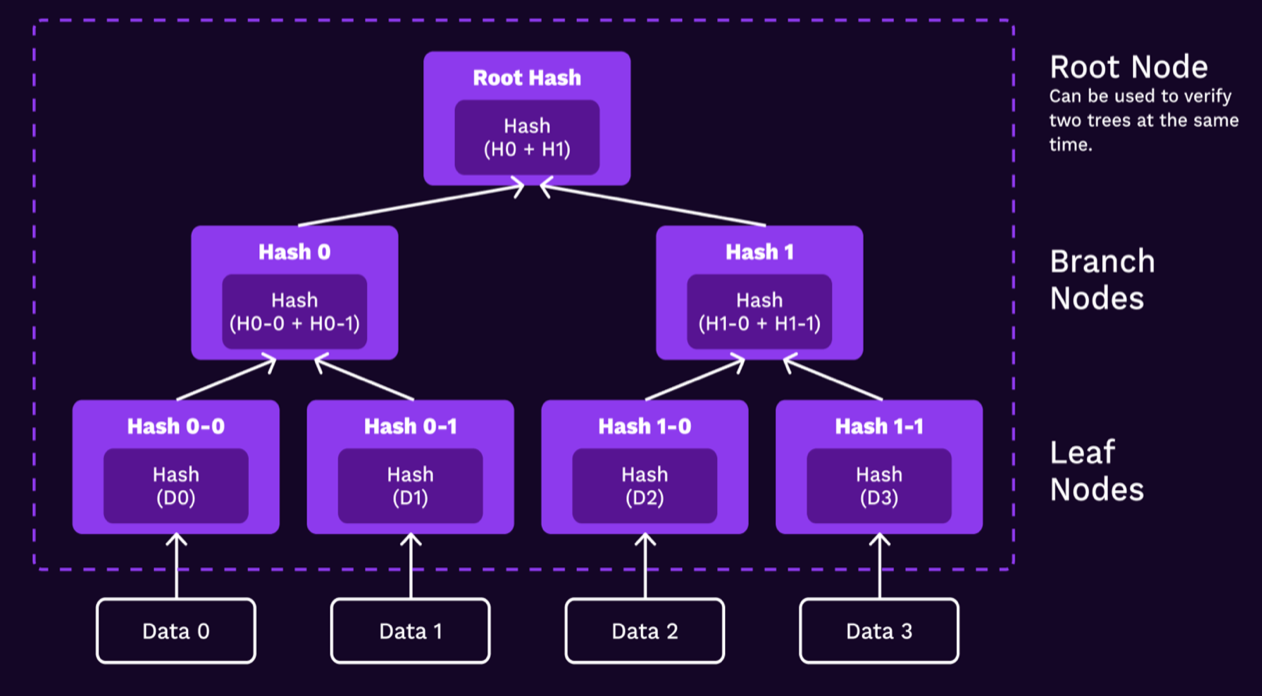 Root Hash
Hash
(H0 + H1)
Root Node
Can be used to verify
two trees at the same
time.
Hash 0
Hash
(H0-0 + H0-1)
Hash 1
Hash
(H1-0 + H1-1)
Branch
Nodes
Hash 0-0
Hash
(D0)
Hash 0-1
Hash
(D1)
Hash 1-0
Hash
(D2)
Hash 1-1
Hash
(D3)
Leaf
Nodes
Data 0
Data 1
Data 2
Data 3